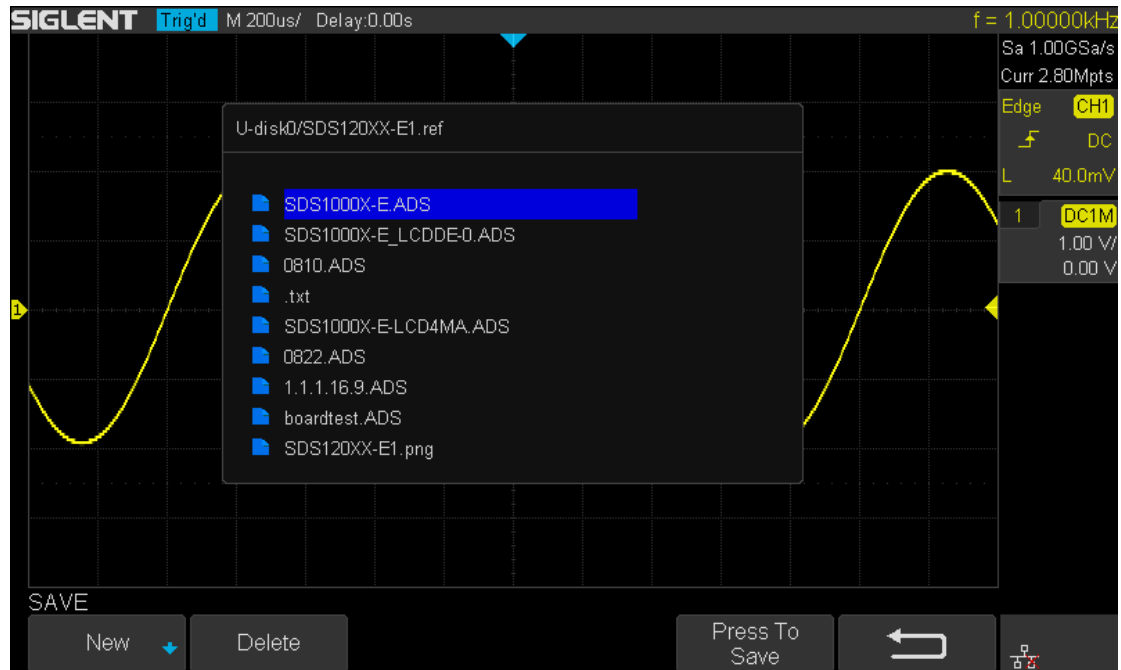 SIGLENT Trig'd M 200us/ Delay:0.00s f = 1.00000kHz
Sa 1.00GSa/s
Curr 2.80Mpts
Edge CH1
DC
L 40.0mV
1 DC1M
1.00 V/
0.00 V
U-disk0/SDS120XX-E1.ref
SDS1000X-E.ADS
SDS1000X-E_LCDDE-0.ADS
0810.ADS
.txt
SDS1000X-E-LCD4MA.ADS
0822.ADS
1.1.1.16.9.ADS
boardtest.ADS
SDS120XX-E1.png
1
SAVE
New
Delete
Press To
Save